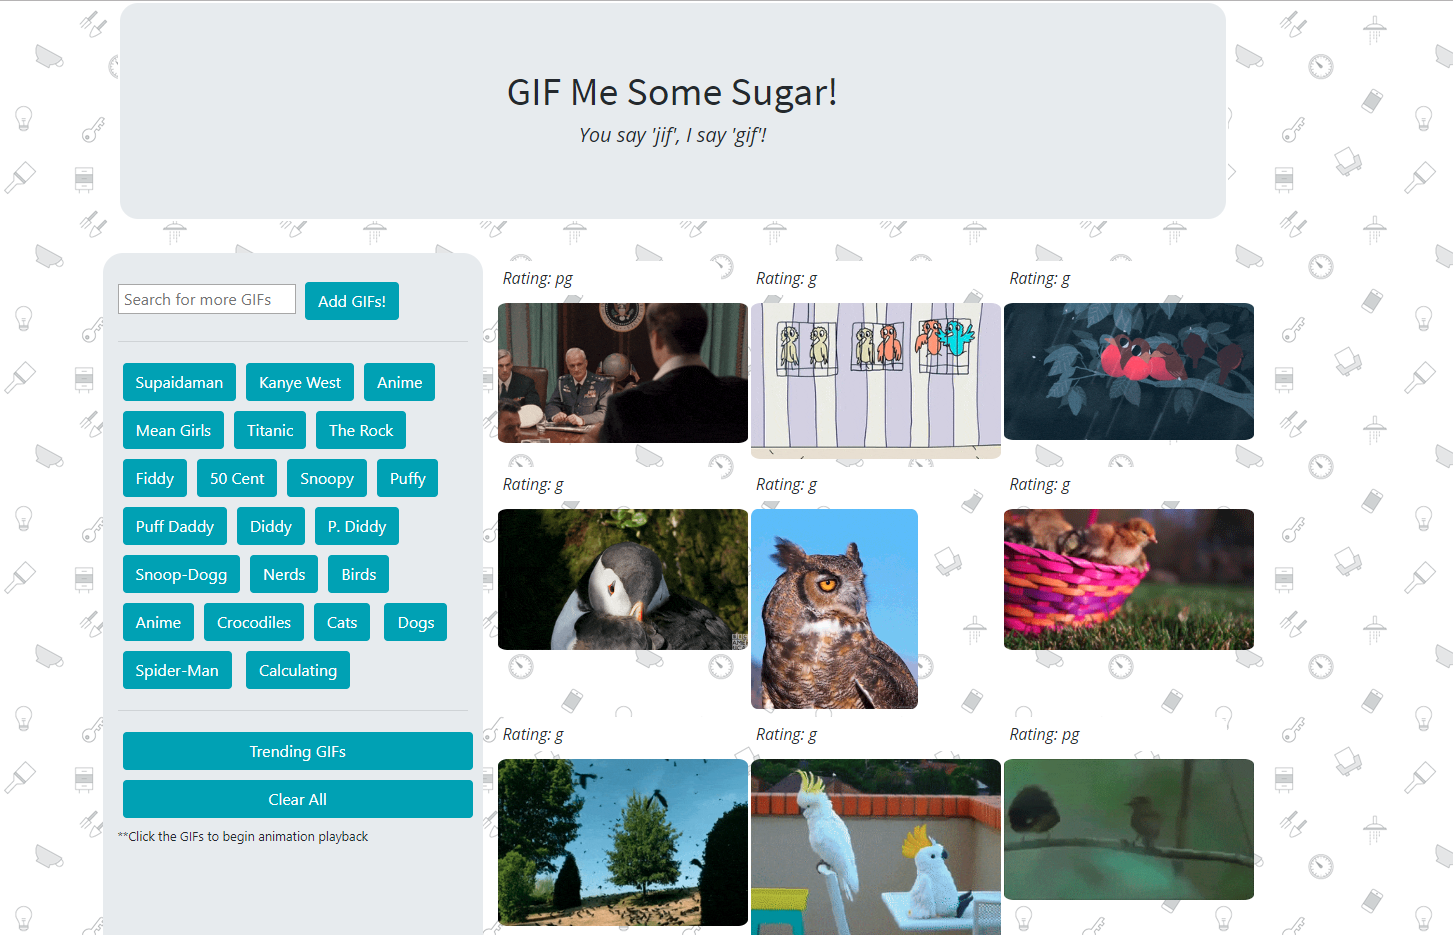 GIF Me Some Sugar!
You say 'jif', I say 'gif'!
Search for more GIFs
Add GIFs!
Supaidaman
Kanye West
Anime
Mean Girls
Titanic
The Rock
Fiddy
50 Cent
Snoopy
Puffy
Puff Daddy
Diddy
P. Diddy
Snoop-Dogg
Nerds
Birds
Anime
Crocodiles
Cats
Dogs
Spider-Man
Calculating
Trending GIFs
Clear All
**Click the GIFs to begin animation playback
Rating: pg
Rating: g
Rating: g
Rating: g
Rating: g
Rating: g
Rating: g
Rating: g
Rating: pg